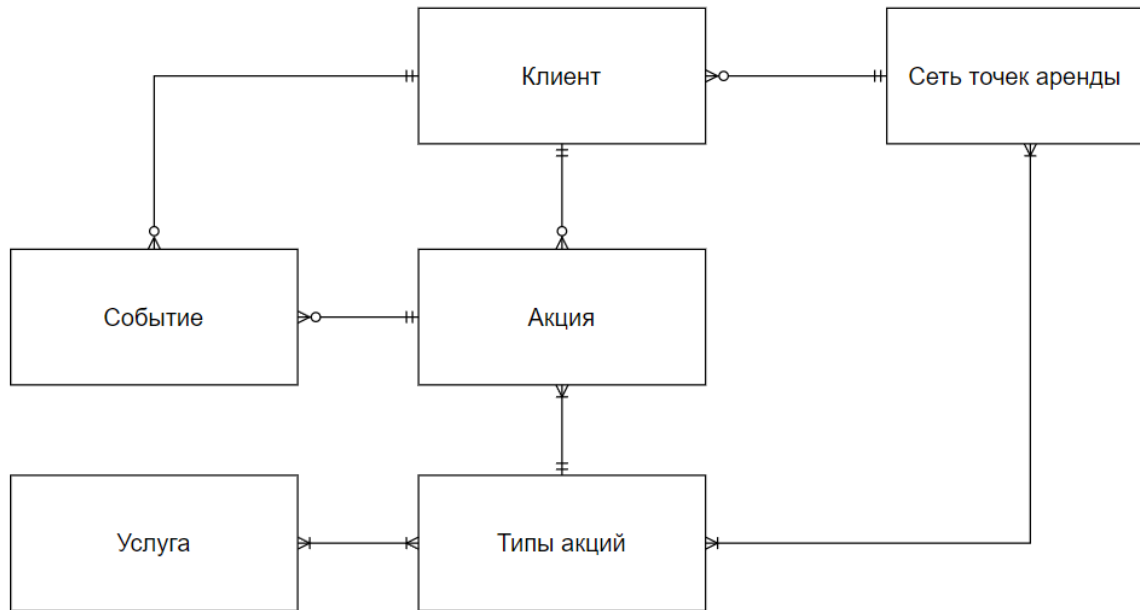 Клиент
Сеть точек аренды
Событие
Акция
Услуга
Типы акций